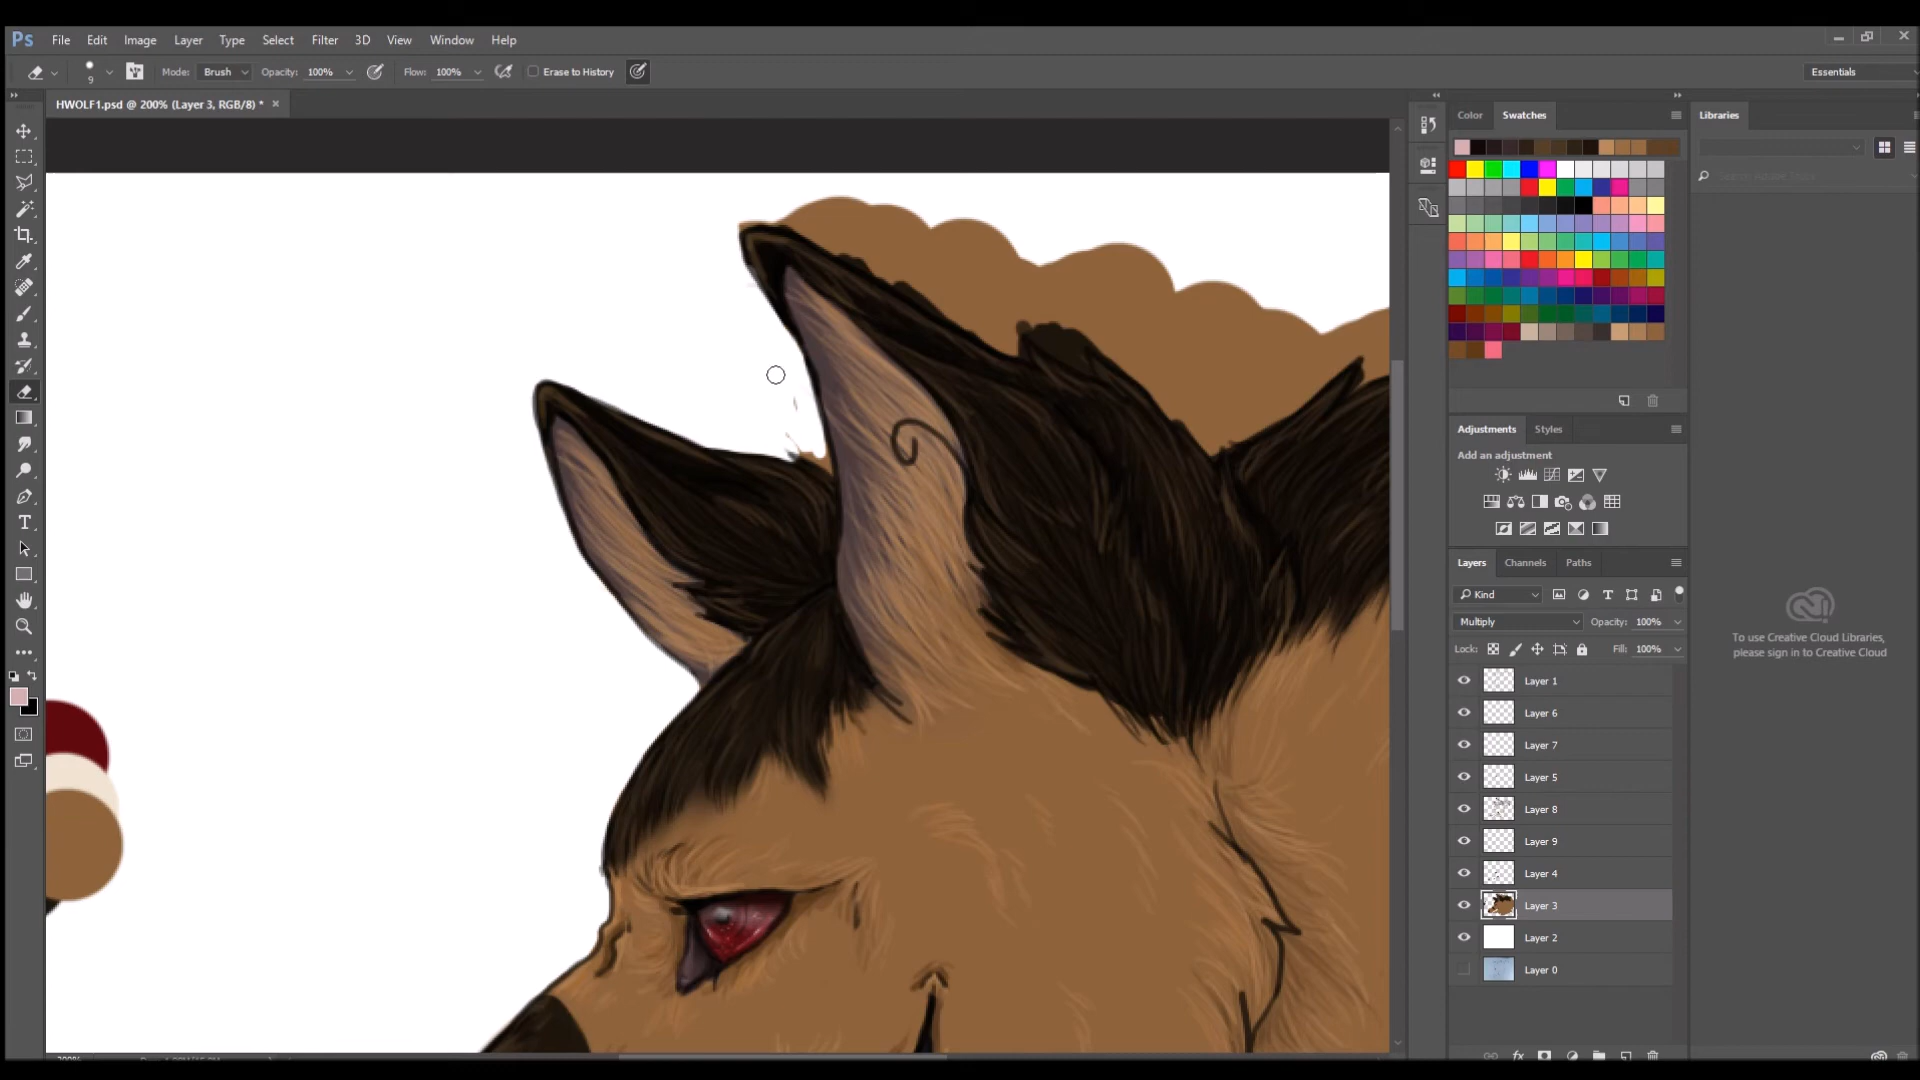 Ps File Edit Image Layer Type Select Filter 3D View Window Help
9 Mode: Brush Opacity: 100% Flow: 100% Erase to History Essentials
HWOLF1.psd @ 200% (Layer 3, RGB/8) *
Color Swatches Libraries
Adjustments Styles
Add an adjustment
Layers Channels Paths
Kind
Multiply Opacity: 100%
Lock: Fill: 100%
Layer 1
Layer 6
Layer 7
Layer 5
Layer 8
Layer 9
Layer 4
Layer 3
Layer 2
Layer 0
To use Creative Cloud Libraries,
please sign in to Creative Cloud
fx